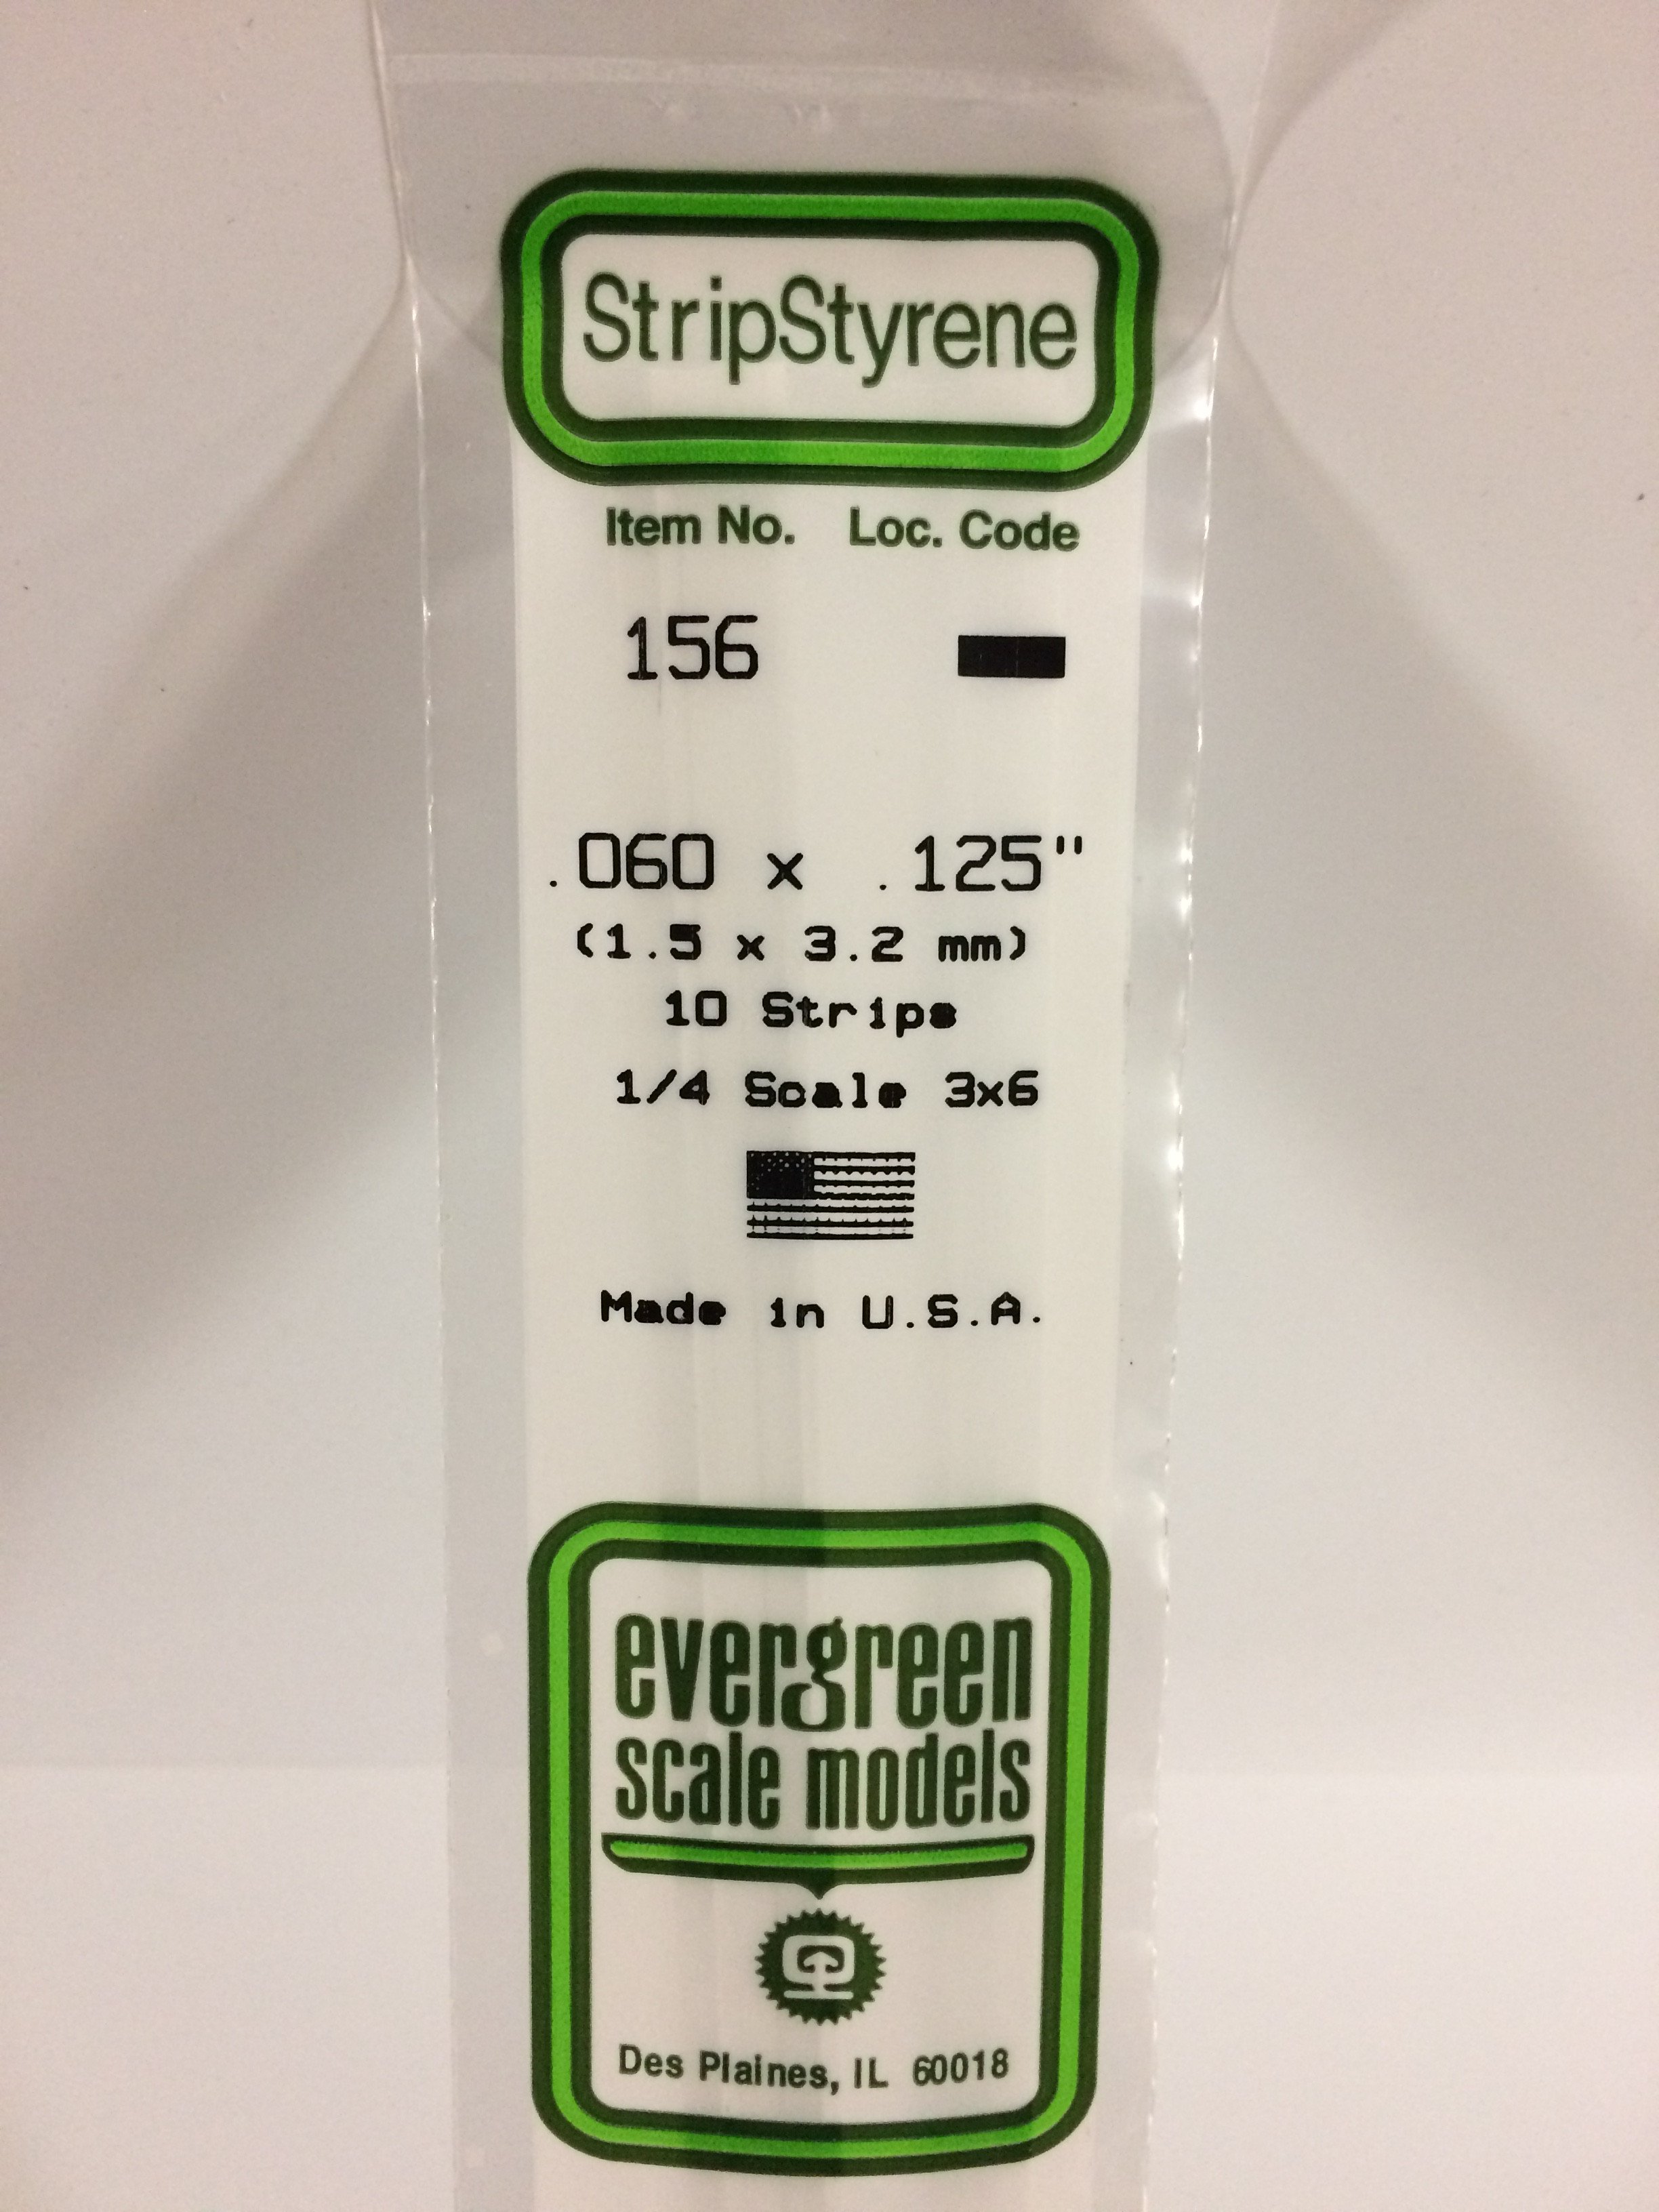 StripStyrene
Item No. Loc. Code
156
.060 x .125"
(1.5 x 3.2 mm)
10 Strips
1/4 Scale 3x6
Made in U.S.A.
evergreen
scale models
Des Plaines, IL 60018